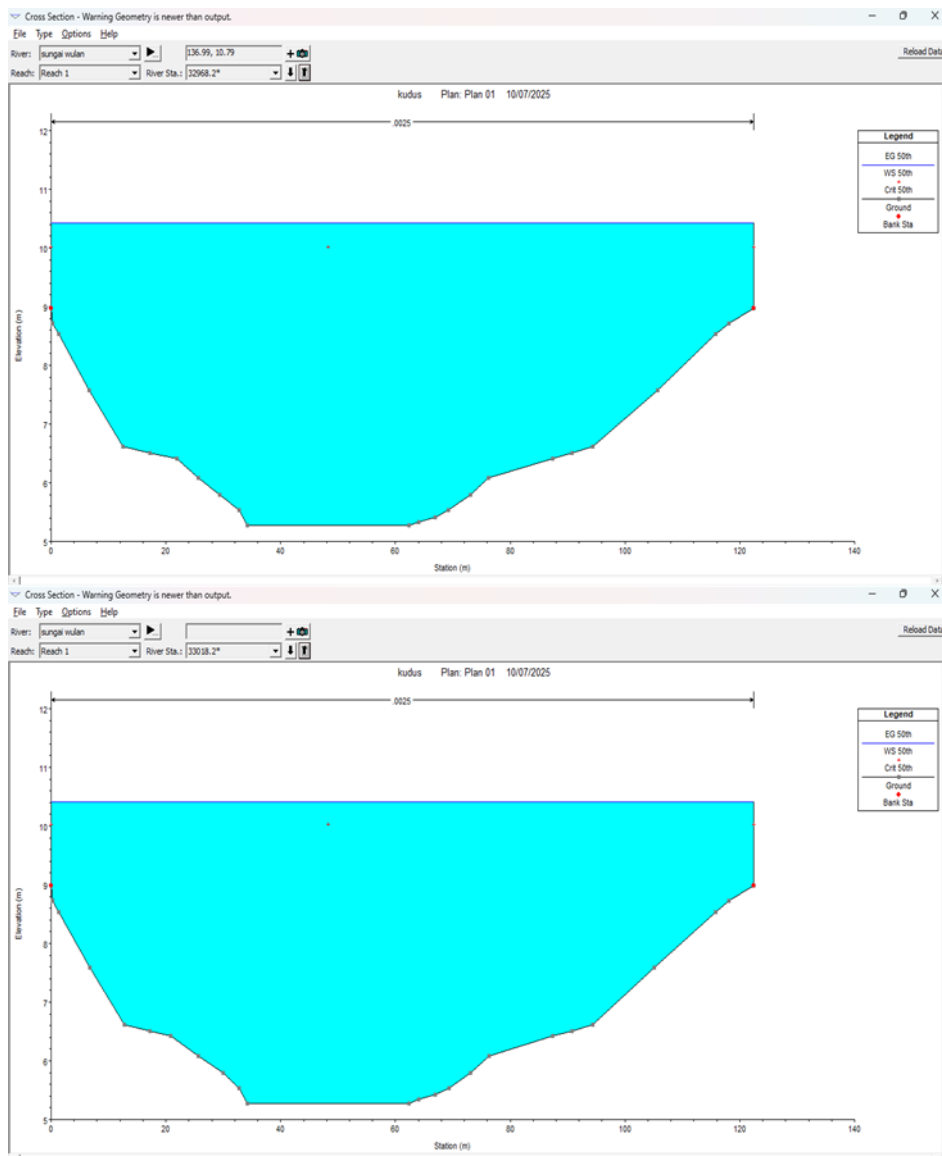 Cross Section - Warning Geometry is newer than output.
File Type Options Help
River: sungai wulan 136.99, 10.79 Reload Data
Reach: Reach 1 River Sta.: 32968.2*
kudus Plan: Plan 01 10/07/2025
.0025
Legend
EG 50th
WS 50th
Crit 50th
Ground
Bank Sta
12
11
10
9
8
7
6
5
Elevation (m)
0 20 40 60 80 100 120 140
Station (m)
Cross Section - Warning Geometry is newer than output.
File Type Options Help
River: sungai wulan Reload Data
Reach: Reach 1 River Sta.: 33018.2*
kudus Plan: Plan 01 10/07/2025
.0025
Legend
EG 50th
WS 50th
Crit 50th
Ground
Bank Sta
12
11
10
9
8
7
6
5
Elevation (m)
0 20 40 60 80 100 120 140
Station (m)